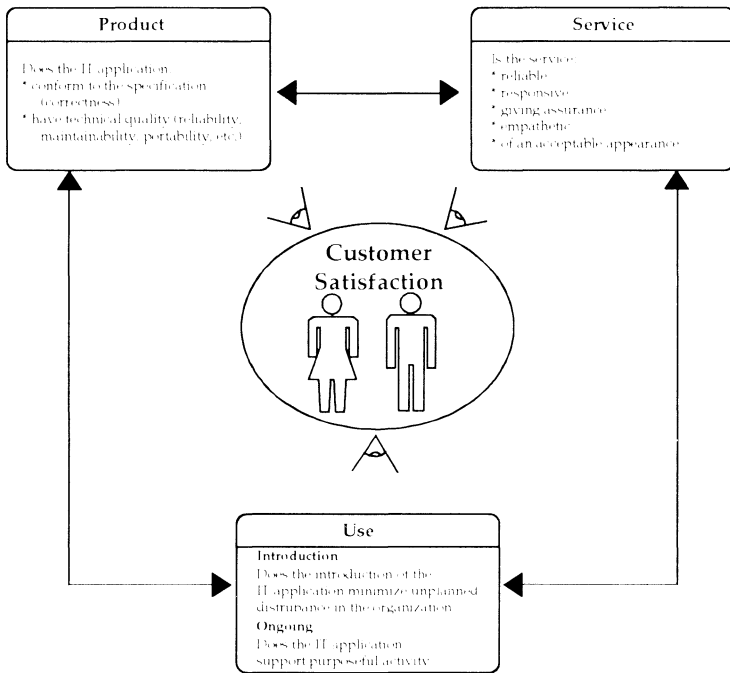 Product
Does the IT application
* conform to the specification
(correctness)
* have technical quality (reliability,
maintainability, portability, etc.)
Service
Is the service:
* reliable
* responsive
* giving assurance
* empathetic
* of an acceptable appearance
Customer
Satisfaction
Use
Introduction
Does the introduction of the
IT application minimize unplanned
distrubance in the organization
Ongoing
Does the IT application
support purposeful activity